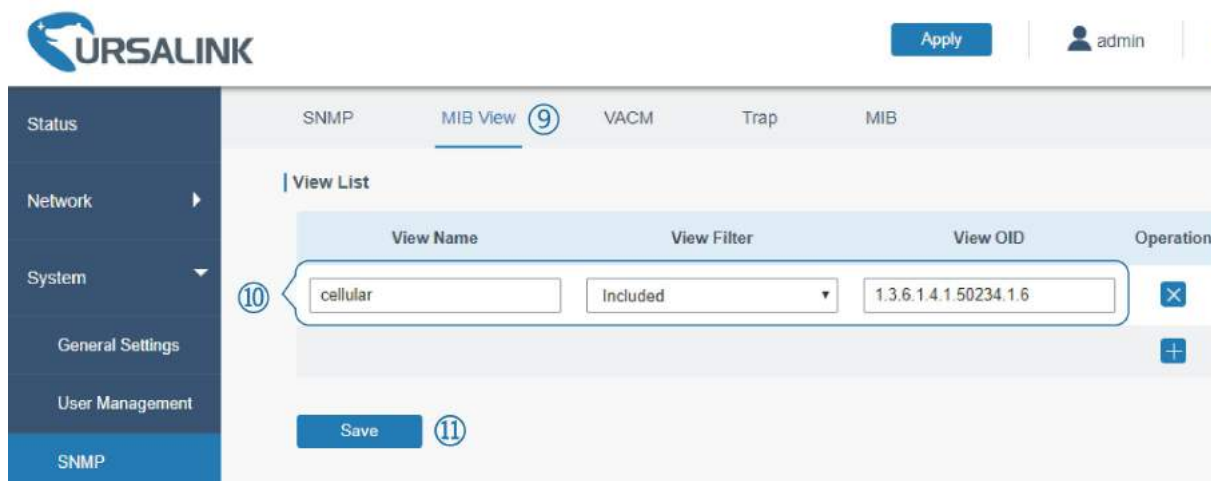 URSALINK
Apply
admin
Status
SNMP MIB View ⑨ VACM Trap MIB
View List
Network
View Name View Filter View OID Operation
System
⑩ cellular Included 1.3.6.1.4.1.50234.1.6
General Settings
User Management
Save ⑪
SNMP